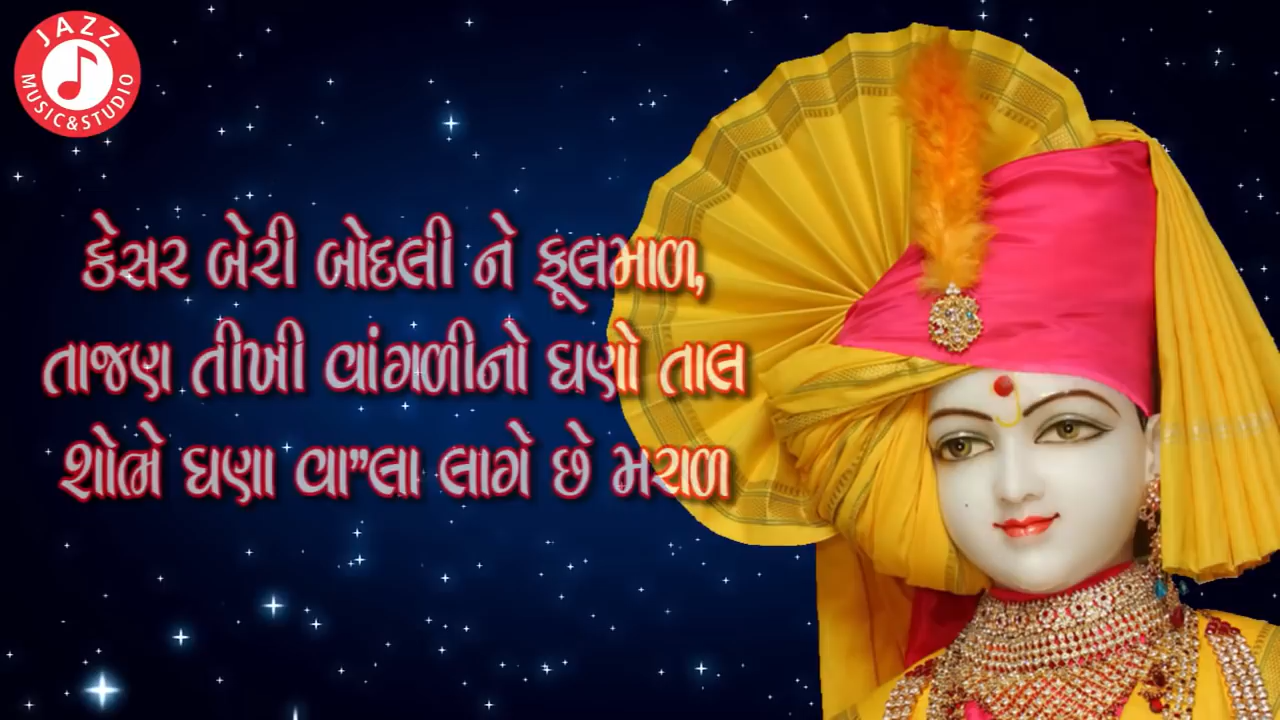 JAZZ
MUSIC&STUDIO
કેસર બેરી બોદલી ને ફૂલમાળ,
તાજણ તીખી વાંગળીનો ઘણો તાલ
શોભે ઘણા વા”લા લાગે છે મરાળ